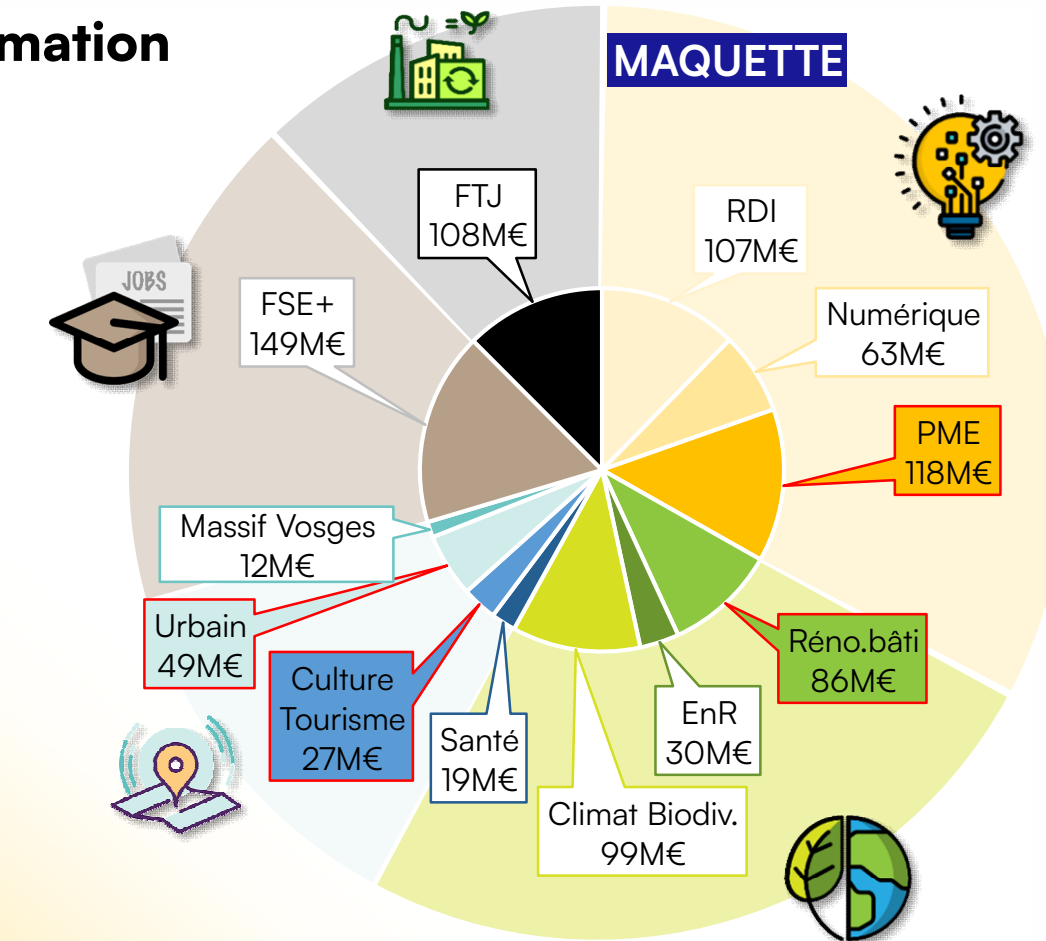 mation
MAQUETTE
FTJ
108M€
RDI
107M€
JOBS
FSE+
149M€
Numérique
63M€
PME
118M€
Massif Vosges
12M€
Urbain
49M€
Culture
Tourisme
27M€
Santé
19M€
EnR
30M€
Réno.bâti
86M€
Climat Biodiv.
99M€